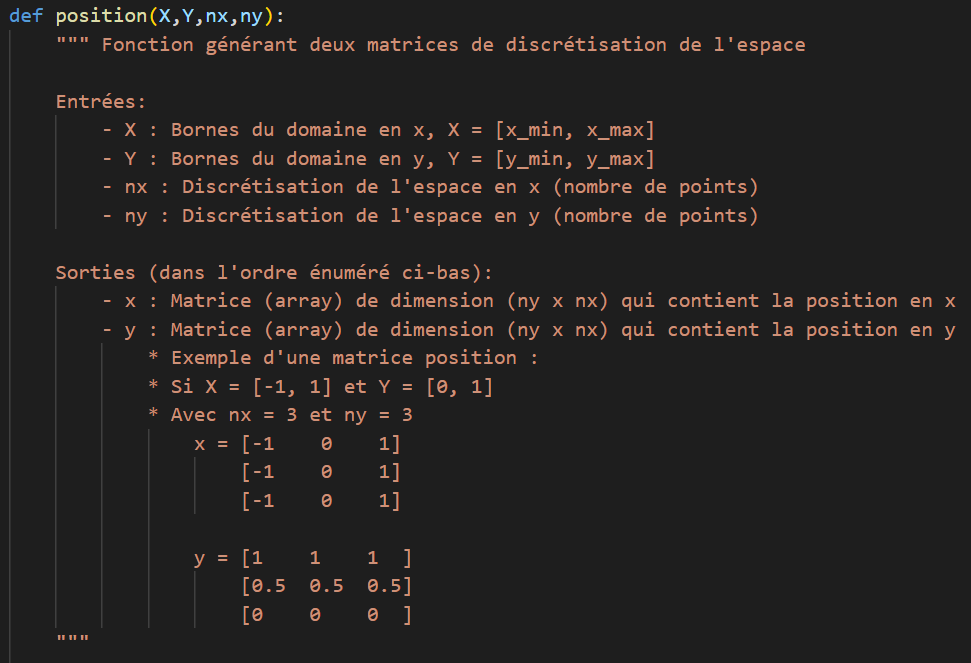 def position(X,Y,nx,ny):
    """ Fonction générant deux matrices de discrétisation de l'espace
    Entrées:
        - X : Bornes du domaine en x, X = [x_min, x_max]
        - Y : Bornes du domaine en y, Y = [y_min, y_max]
        - nx : Discrétisation de l'espace en x (nombre de points)
        - ny : Discrétisation de l'espace en y (nombre de points)
    Sorties (dans l'ordre énuméré ci-bas):
        - x : Matrice (array) de dimension (ny x nx) qui contient la position en x
        - y : Matrice (array) de dimension (ny x nx) qui contient la position en y
            * Exemple d'une matrice position :
            * Si X = [-1, 1] et Y = [0, 1]
            * Avec nx = 3 et ny = 3
                x = [-1    0    1]
                    [-1    0    1]
                    [-1    0    1]
                y = [1    1    1  ]
                    [0.5  0.5  0.5]
                    [0    0    0  ]
    """